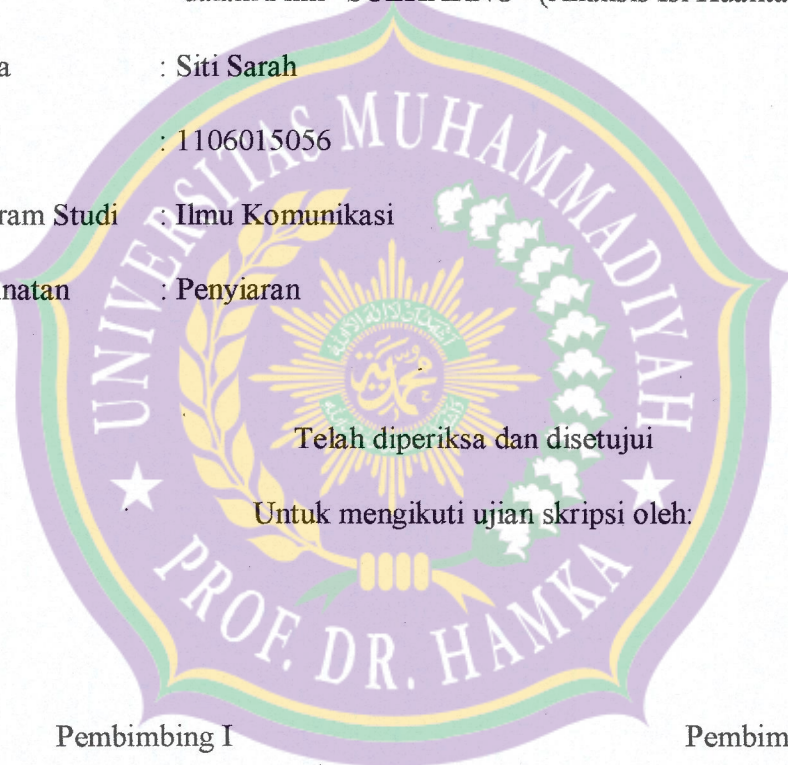 a : Siti Sarah
: 1106015056
ram Studi : Ilmu Komunikasi
natan : Penyiaran
Telah diperiksa dan disetujui
Untuk mengikuti ujian skripsi oleh:
Pembimbing I Pembim
UNIVERSITAS MUHAMMADIYAH
PROF. DR. HAMKA
محمدية